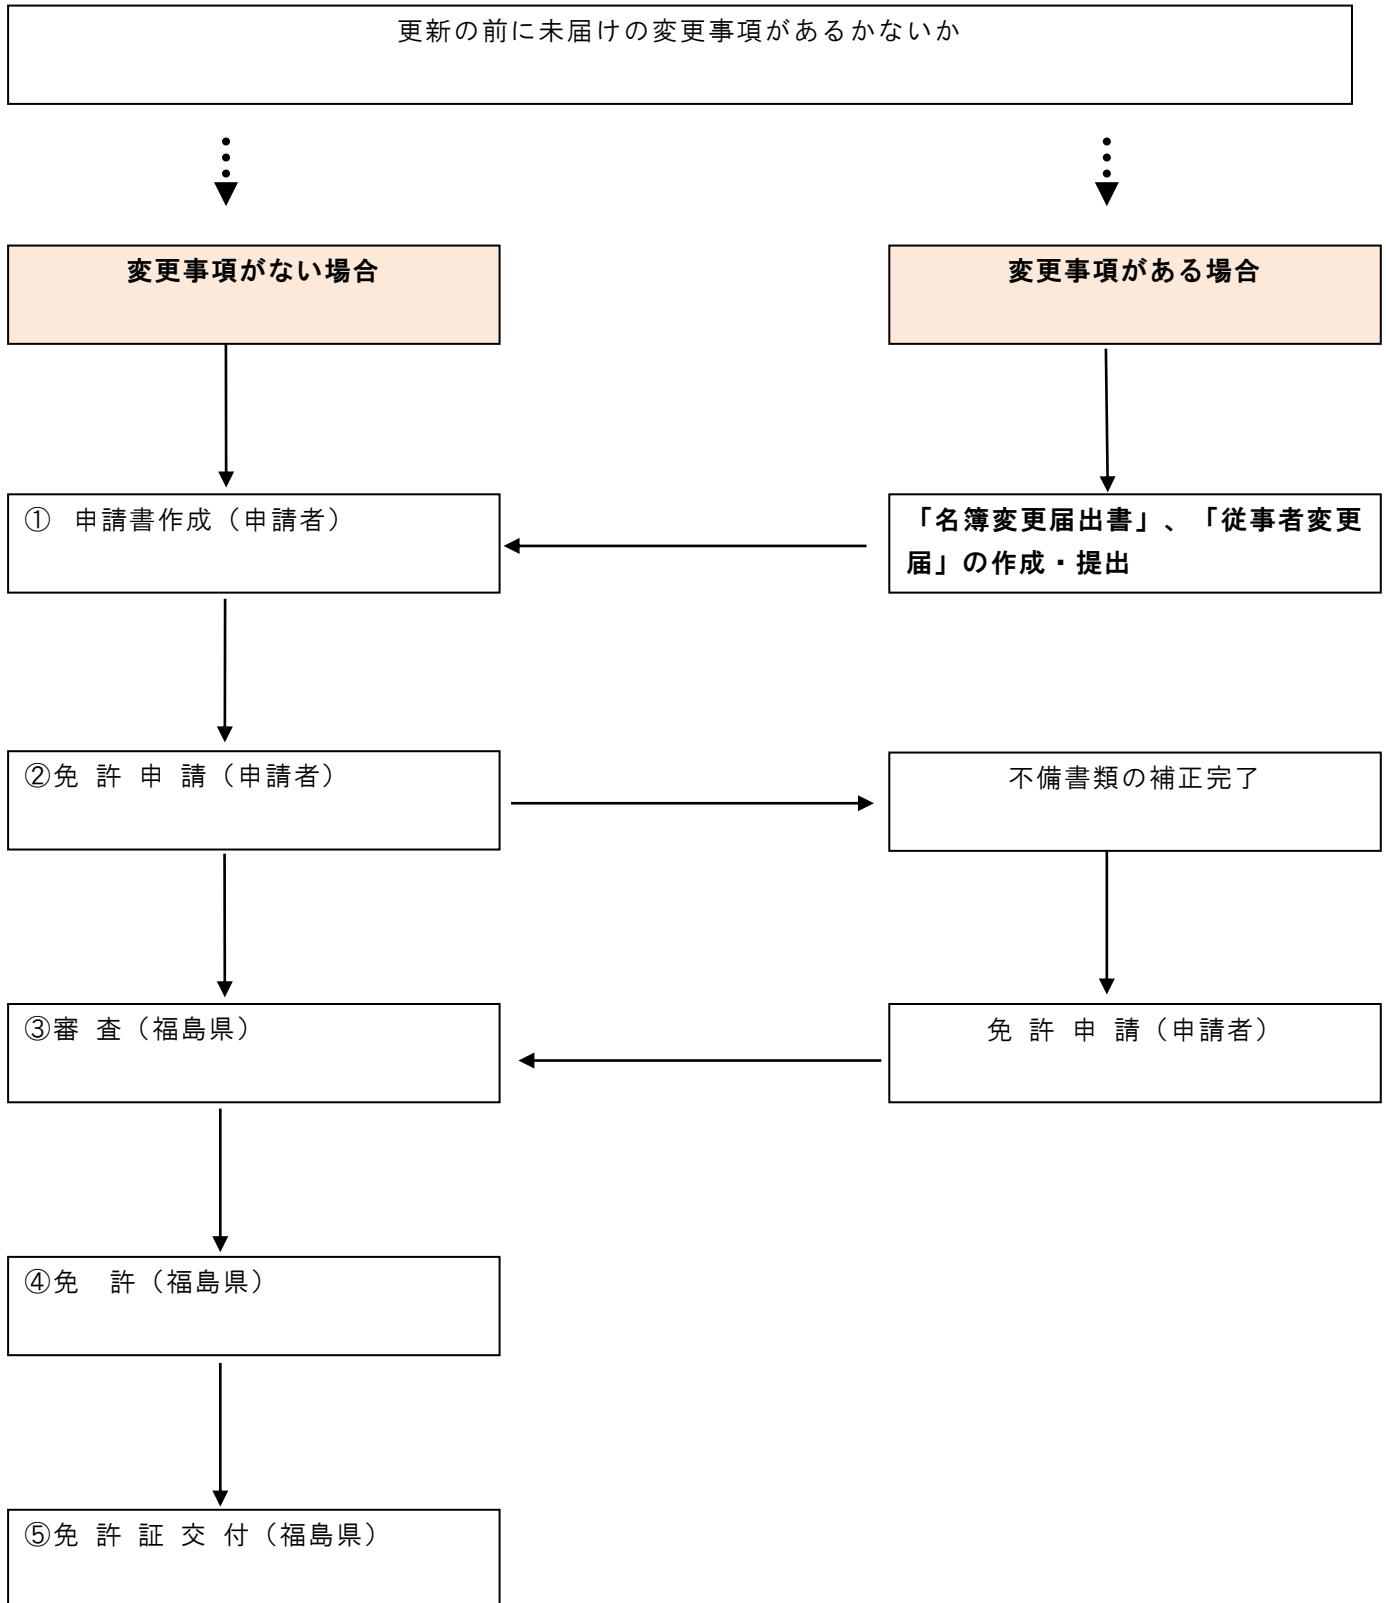 更新の前に未届けの変更事項があるかないか
変更事項がない場合
変更事項がある場合
① 申請書作成（申請者）
「名簿変更届出書」、「従事者変更
届」の作成・提出
②免 許 申 請（申請者）
不備書類の補正完了
③審 査（福島県）
免 許 申 請（申請者）
④免　許（福島県）
⑤免 許 証 交 付（福島県）